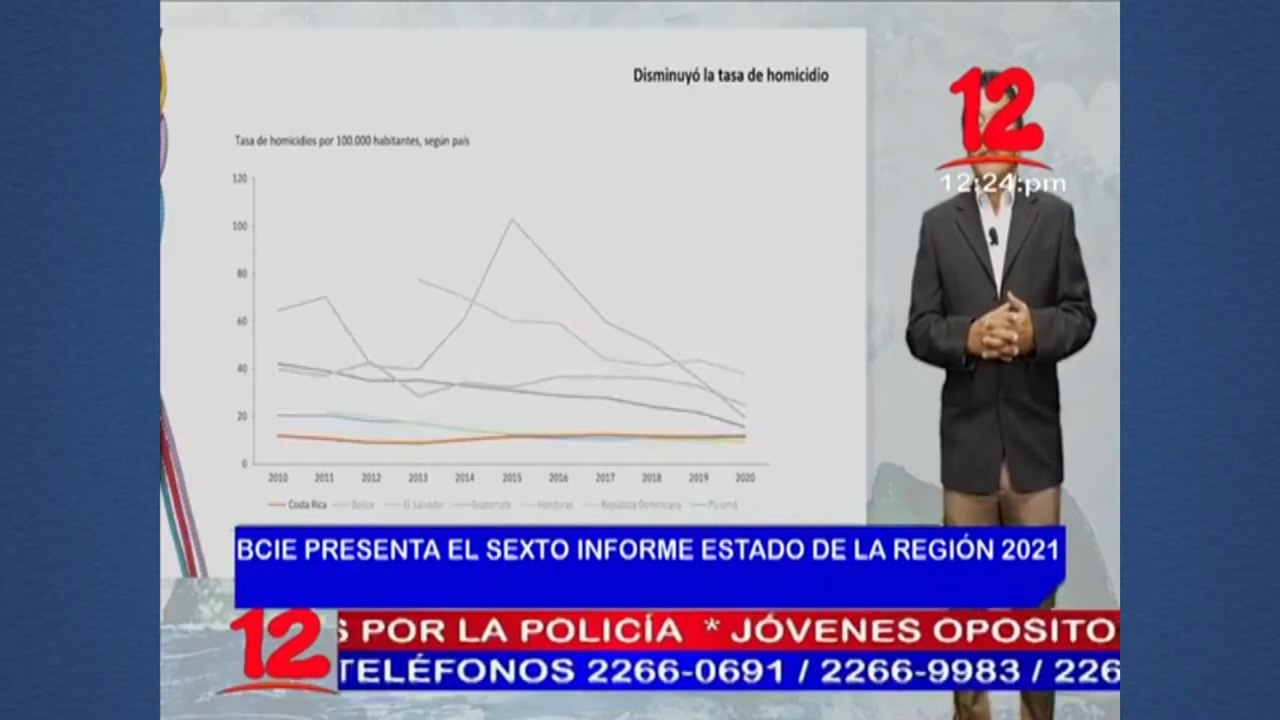 Disminuyó la tasa de homicidio
12
12:24:pm
Tasa de homicidios por 100.000 habitantes, según país
120
100
80
60
40
20
0
2010 2011 2012 2013 2014 2015 2016 2017 2018 2019 2020
Costa Rica Belize El Salvador Guatemala Honduras República Dominicana Panamá
BCIE PRESENTA EL SEXTO INFORME ESTADO DE LA REGIÓN 2021
12
S POR LA POLICÍA * JÓVENES OPOSITO
TELÉFONOS 2266-0691 / 2266-9983 / 226